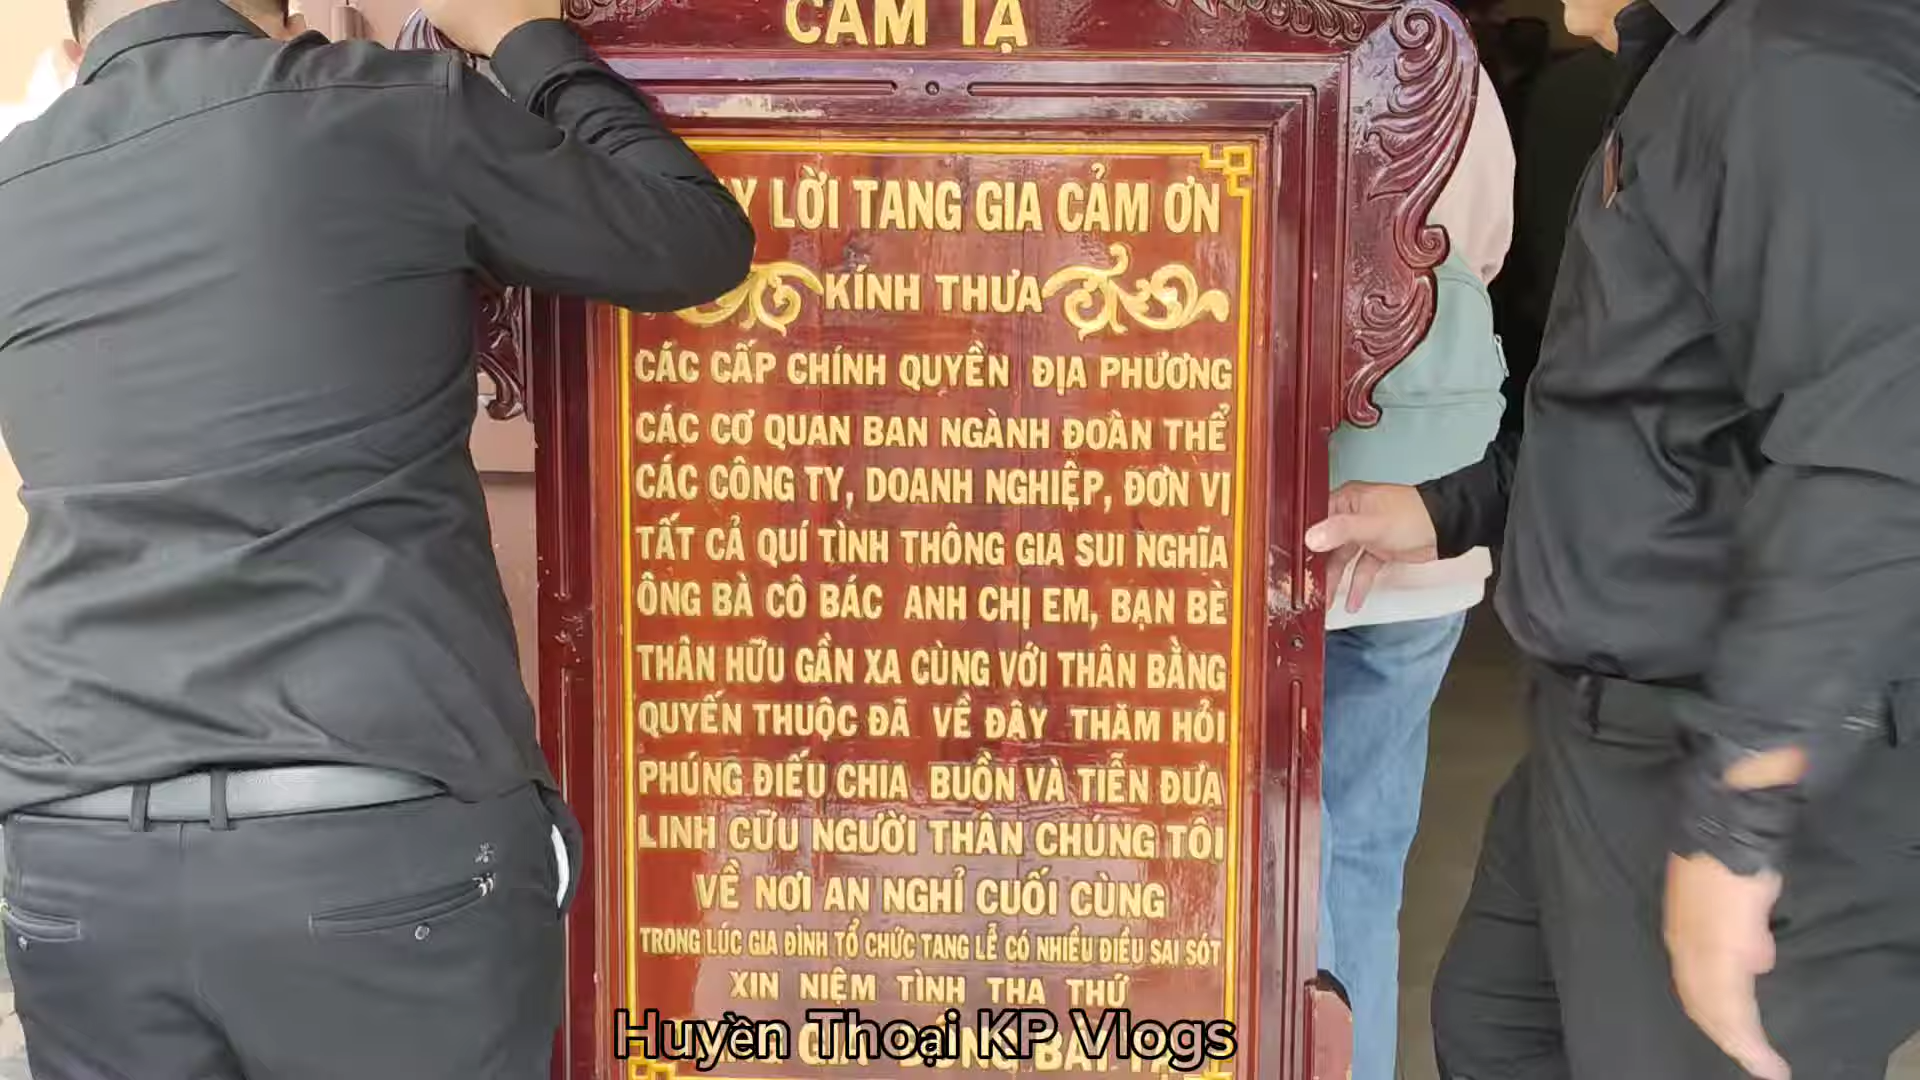 CẢM TẠ
LỜI TANG GIA CẢM ƠN
KÍNH THƯA
CÁC CẤP CHÍNH QUYỀN ĐỊA PHƯƠNG
CÁC CƠ QUAN BAN NGÀNH ĐOÀN THỂ
CÁC CÔNG TY, DOANH NGHIỆP, ĐƠN VỊ
TẤT CẢ QUÍ TÌNH THÔNG GIA SUI NGHĨA
ÔNG BÀ CÔ BÁC ANH CHỊ EM, BẠN BÈ
THÂN HỮU GẦN XA CÙNG VỚI THÂN BẰNG
QUYẾN THUỘC ĐÃ VỀ ĐÂY THĂM HỎI
PHÚNG ĐIẾU CHIA BUỒN VÀ TIỄN ĐƯA
LINH CỮU NGƯỜI THÂN CHÚNG TÔI
VỀ NƠI AN NGHỈ CUỐI CÙNG
TRONG LÚC GIA ĐÌNH TỔ CHỨC TANG LỄ CÓ NHIỀU ĐIỀU SAI SÓT
XIN NIỆM TÌNH THA THỨ
Huyền Thoại KP Vlogs